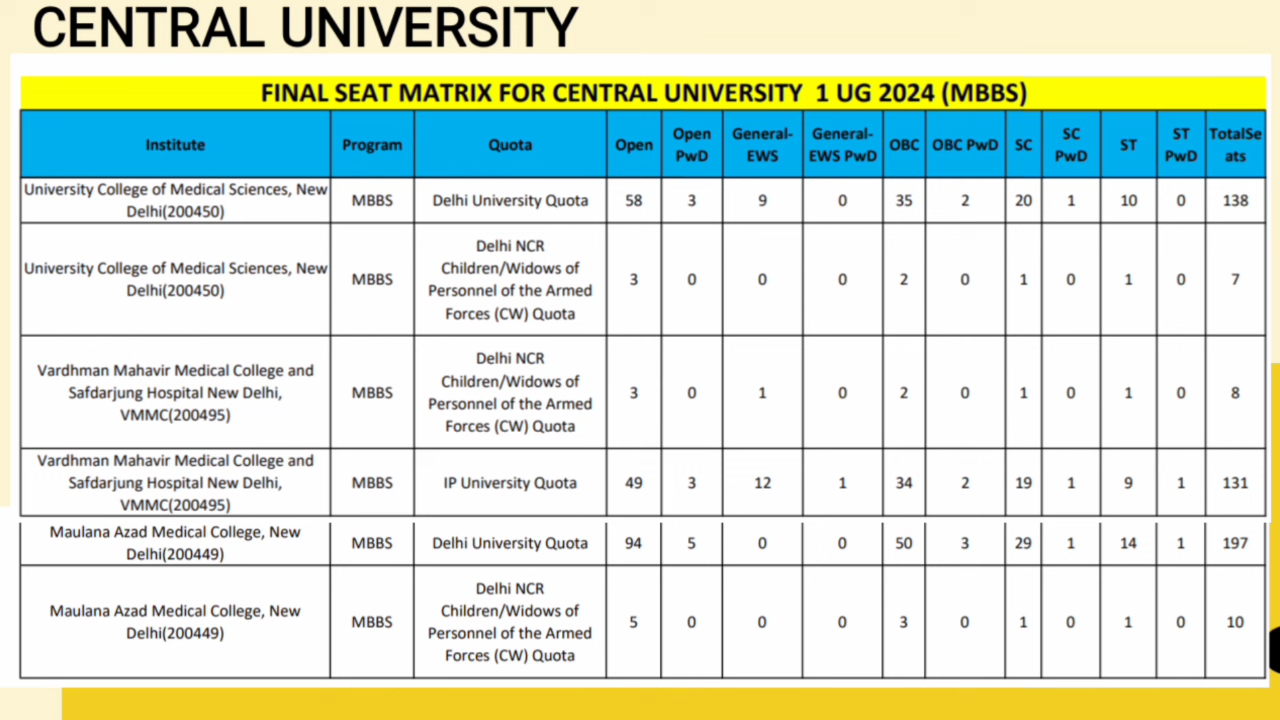 CENTRAL UNIVERSITY
FINAL SEAT MATRIX FOR CENTRAL UNIVERSITY 1 UG 2024 (MBBS)
Institute Program Quota Open Open PwD General-EWS General-EWS PwD OBC OBC PwD SC SC PwD ST ST PwD TotalSeats
University College of Medical Sciences, New
Delhi(200450)
MBBS Delhi University Quota 58 3 9 0 35 2 20 1 10 0 138
University College of Medical Sciences, New
Delhi(200450)
MBBS
Delhi NCR
Children/Widows of
Personnel of the Armed
Forces (CW) Quota
3 0 0 0 2 0 1 0 1 0 7
Vardhman Mahavir Medical College and
Safdarjung Hospital New Delhi,
VMMC(200495)
MBBS
Delhi NCR
Children/Widows of
Personnel of the Armed
Forces (CW) Quota
3 0 1 0 2 0 1 0 1 0 8
Vardhman Mahavir Medical College and
Safdarjung Hospital New Delhi,
VMMC(200495)
MBBS IP University Quota 49 3 12 1 34 2 19 1 9 1 131
Maulana Azad Medical College, New
Delhi(200449)
MBBS Delhi University Quota 94 5 0 0 50 3 29 1 14 1 197
Maulana Azad Medical College, New
Delhi(200449)
MBBS
Delhi NCR
Children/Widows of
Personnel of the Armed
Forces (CW) Quota
5 0 0 0 3 0 1 0 1 0 10